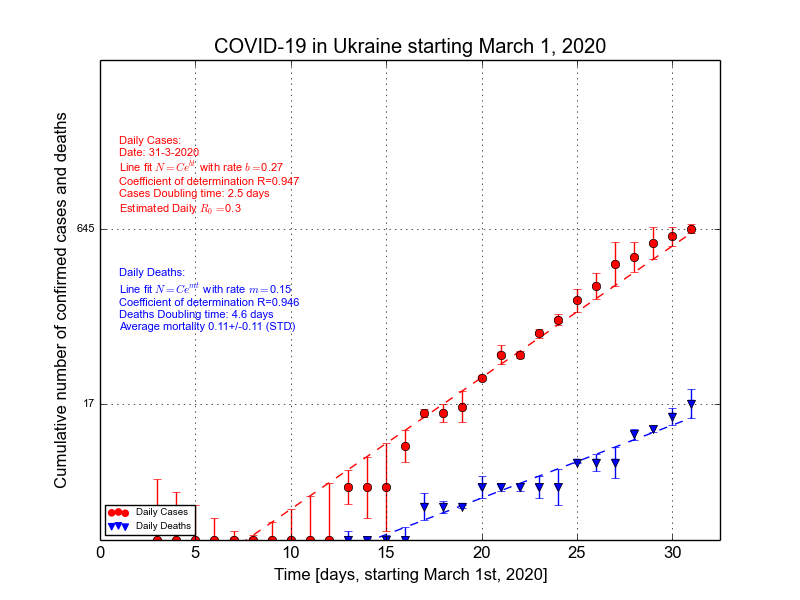 COVID-19 in Ukraine starting March 1, 2020
Cumulative number of confirmed cases and deaths
Daily Cases:
Date: 31-3-2020
Line fit N = Ce^{bt}: with rate b =0.27
Coefficient of determination R=0.947
Cases Doubling time: 2.5 days
Estimated Daily R_0 =0.3
645
Daily Deaths:
Line fit N = Ce^{mt}: with rate m =0.15
Coefficient of determination R=0.946
Deaths Doubling time: 4.6 days
Average mortality 0.11+/-0.11 (STD)
17
Daily Cases
Daily Deaths
0 5 10 15 20 25 30
Time [days, starting March 1st, 2020]